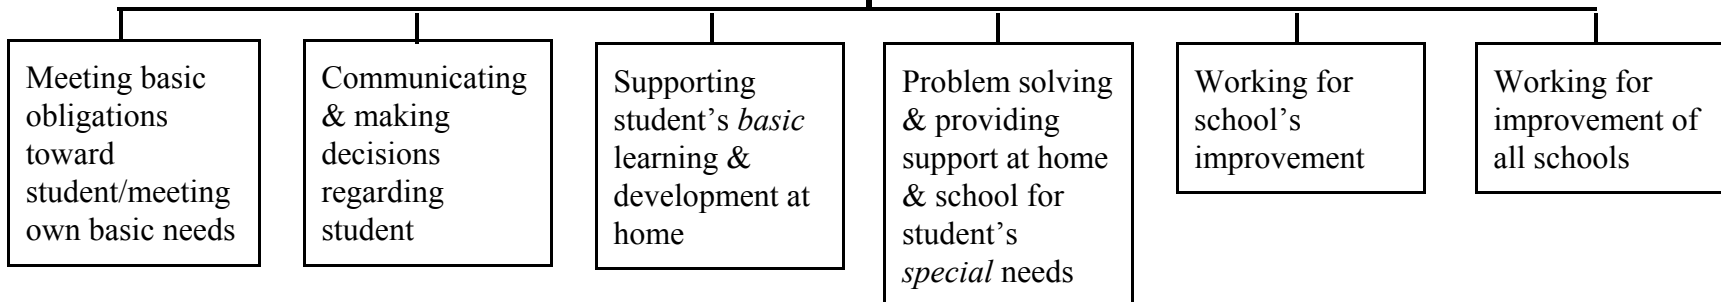 Meeting basic
obligations
toward
student/meeting
own basic needs
Communicating
& making
decisions
regarding
student
Supporting
student’s basic
learning &
development at
home
Problem solving
& providing
support at home
& school for
student’s
special needs
Working for
school’s
improvement
Working for
improvement of
all schools